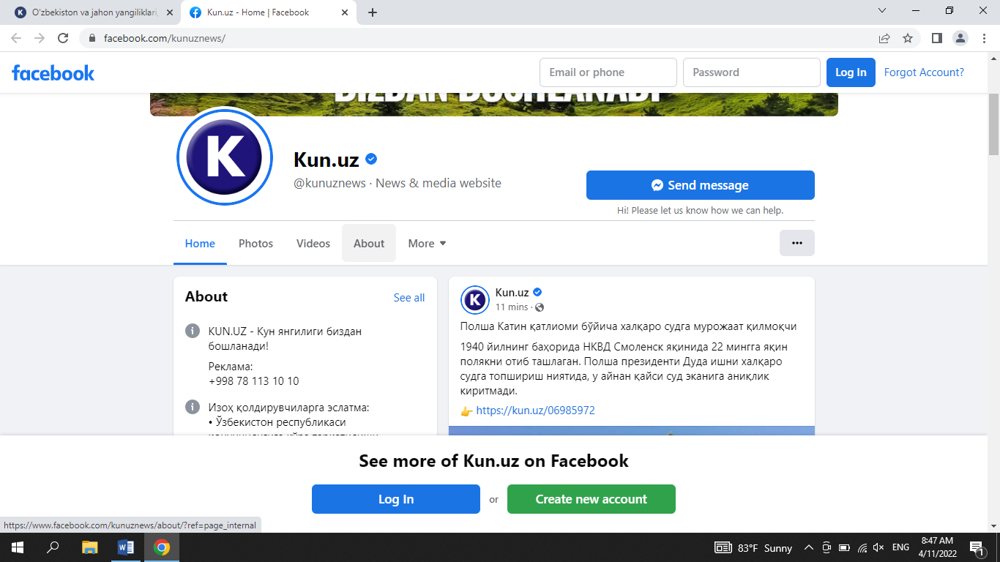 O'zbekiston va jahon yangiliklari,
Kun.uz - Home | Facebook
facebook.com/kunuznews/
facebook
Email or phone
Password
Log In
Forgot Account?
BIZDAN BOSHLANADI
K
Kun.uz
@kunuznews · News & media website
Send message
Hi! Please let us know how we can help.
Home
Photos
Videos
About
More
About
See all
KUN.UZ - Кун янгилиги биздан
бошланади!
Реклама:
+998 78 113 10 10
Изоҳ қолдирувчиларга эслатма:
• Ўзбекистон республикаси
K
Kun.uz
11 mins ·
Полша Катин қатлиоми бўйича халқаро судга мурожаат қилмоқчи
1940 йилнинг баҳорида НКВД Смоленск яқинида 22 мингга яқин
полякни отиб ташлаган. Полша президенти Дуда ишни халқаро
судга топшириш ниятида, у айнан қайси суд эканига аниқлик
киритмади.
👉 https://kun.uz/06985972
See more of Kun.uz on Facebook
Log In
or
Create new account
https://www.facebook.com/kunuznews/about/?ref=page_internal
83°F Sunny
ENG
8:47 AM
4/11/2022
1